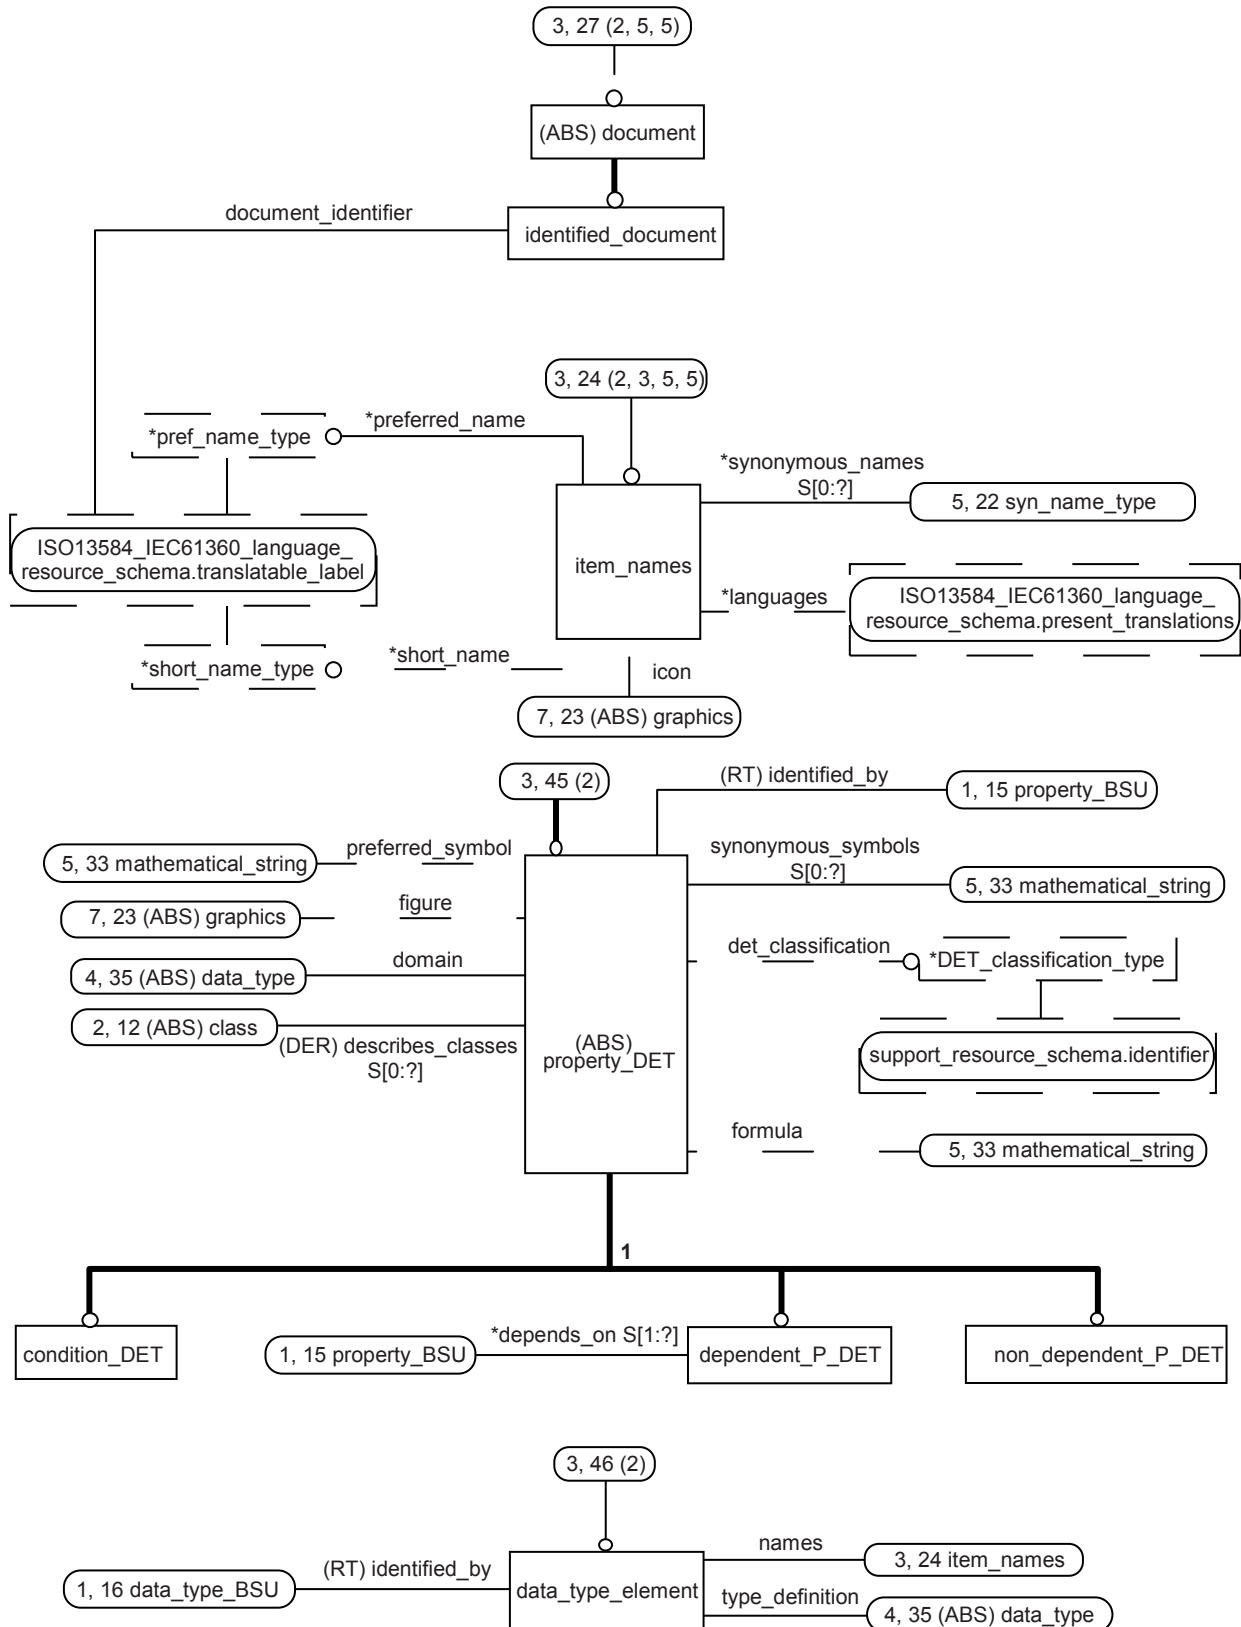 3, 27 (2, 5, 5)
(ABS) document
document_identifier
identified_document
3, 24 (2, 3, 5, 5)
*pref_name_type
*preferred_name
*synonymous_names
S[0:?]
5, 22 syn_name_type
ISO13584_IEC61360_language_
resource_schema.translatable_label
item_names
*languages
ISO13584_IEC61360_language_
resource_schema.present_translations
*short_name_type
*short_name
icon
7, 23 (ABS) graphics
3, 45 (2)
(RT) identified_by
1, 15 property_BSU
5, 33 mathematical_string
preferred_symbol
synonymous_symbols
S[0:?]
5, 33 mathematical_string
7, 23 (ABS) graphics
figure
det_classification
*DET_classification_type
4, 35 (ABS) data_type
domain
2, 12 (ABS) class
(DER) describes_classes
S[0:?]
(ABS)
property_DET
support_resource_schema.identifier
formula
5, 33 mathematical_string
1
condition_DET
1, 15 property_BSU
*depends_on S[1:?]
dependent_P_DET
non_dependent_P_DET
3, 46 (2)
1, 16 data_type_BSU
(RT) identified_by
data_type_element
names
3, 24 item_names
type_definition
4, 35 (ABS) data_type